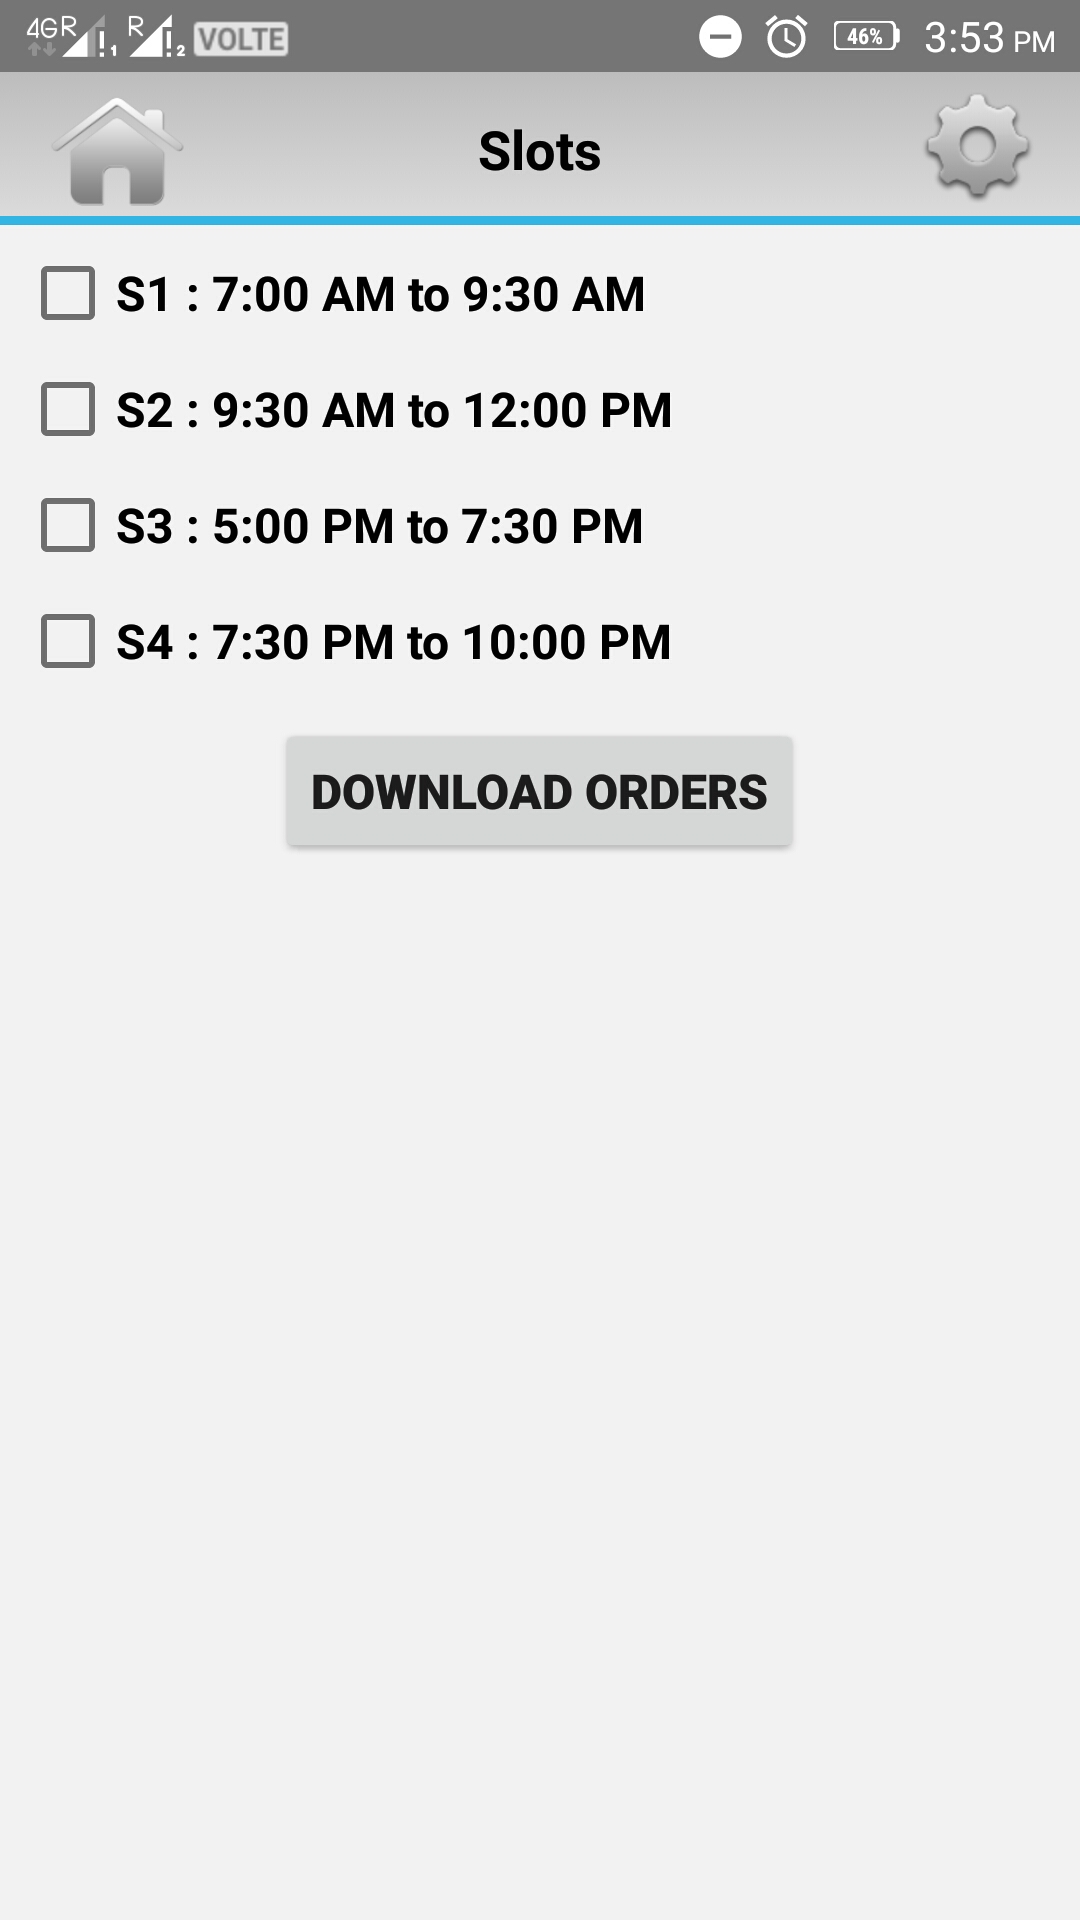 4G R 1 R 2 VOLTE 46% 3:53 PM
Slots
S1 : 7:00 AM to 9:30 AM
S2 : 9:30 AM to 12:00 PM
S3 : 5:00 PM to 7:30 PM
S4 : 7:30 PM to 10:00 PM
DOWNLOAD ORDERS